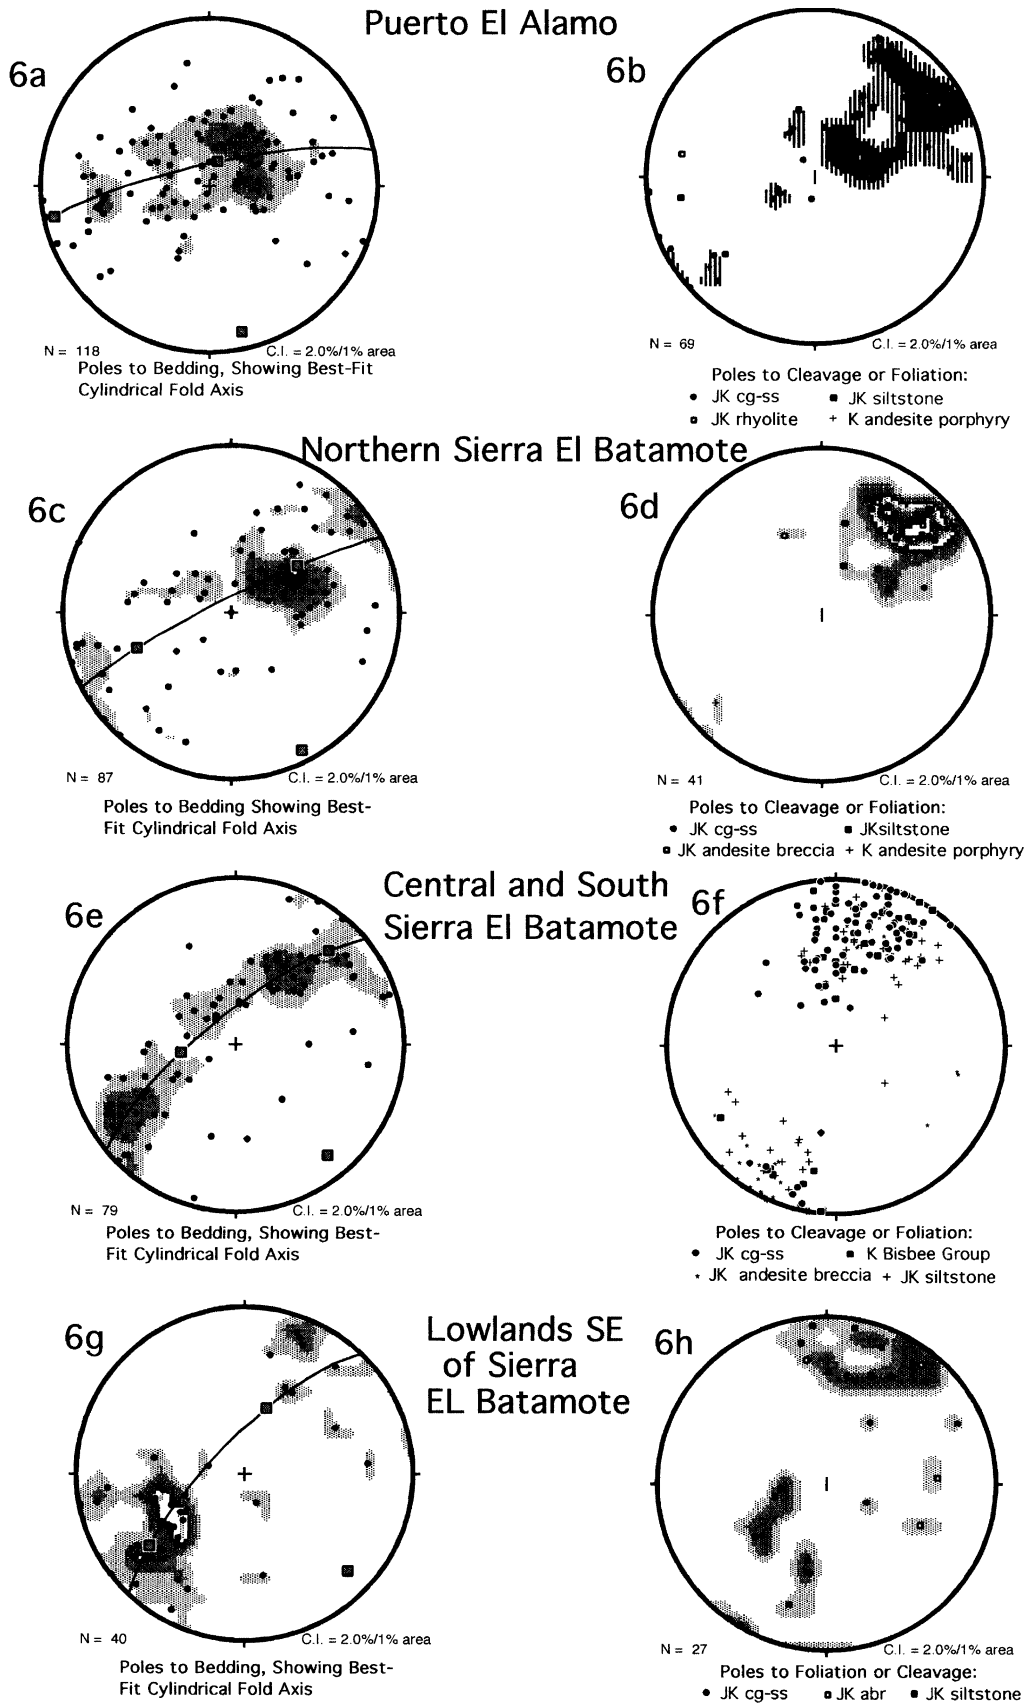 Puerto El Alamo
6a
6b
N = 118
C.I. = 2.0%/1% area
Poles to Bedding, Showing Best-Fit
Cylindrical Fold Axis
N = 69
C.I. = 2.0%/1% area
Poles to Cleavage or Foliation:
JK cg-ss
JK siltstone
JK rhyolite
+ K andesite porphyry
Northern Sierra El Batamote
6c
6d
N = 87
C.I. = 2.0%/1% area
Poles to Bedding Showing Best-
Fit Cylindrical Fold Axis
N = 41
C.I. = 2.0%/1% area
Poles to Cleavage or Foliation:
JK cg-ss
JKsiltstone
JK andesite breccia
+ K andesite porphyry
Central and South
Sierra El Batamote
6e
6f
N = 79
C.I. = 2.0%/1% area
Poles to Bedding, Showing Best-
Fit Cylindrical Fold Axis
Poles to Cleavage or Foliation:
JK cg-ss
K Bisbee Group
JK andesite breccia
+ JK siltstone
Lowlands SE
of Sierra
EL Batamote
6g
6h
N = 40
C.I. = 2.0%/1% area
Poles to Bedding, Showing Best-
Fit Cylindrical Fold Axis
N = 27
C.I. = 2.0%/1% area
Poles to Foliation or Cleavage:
JK cg-ss
JK abr
JK siltstone